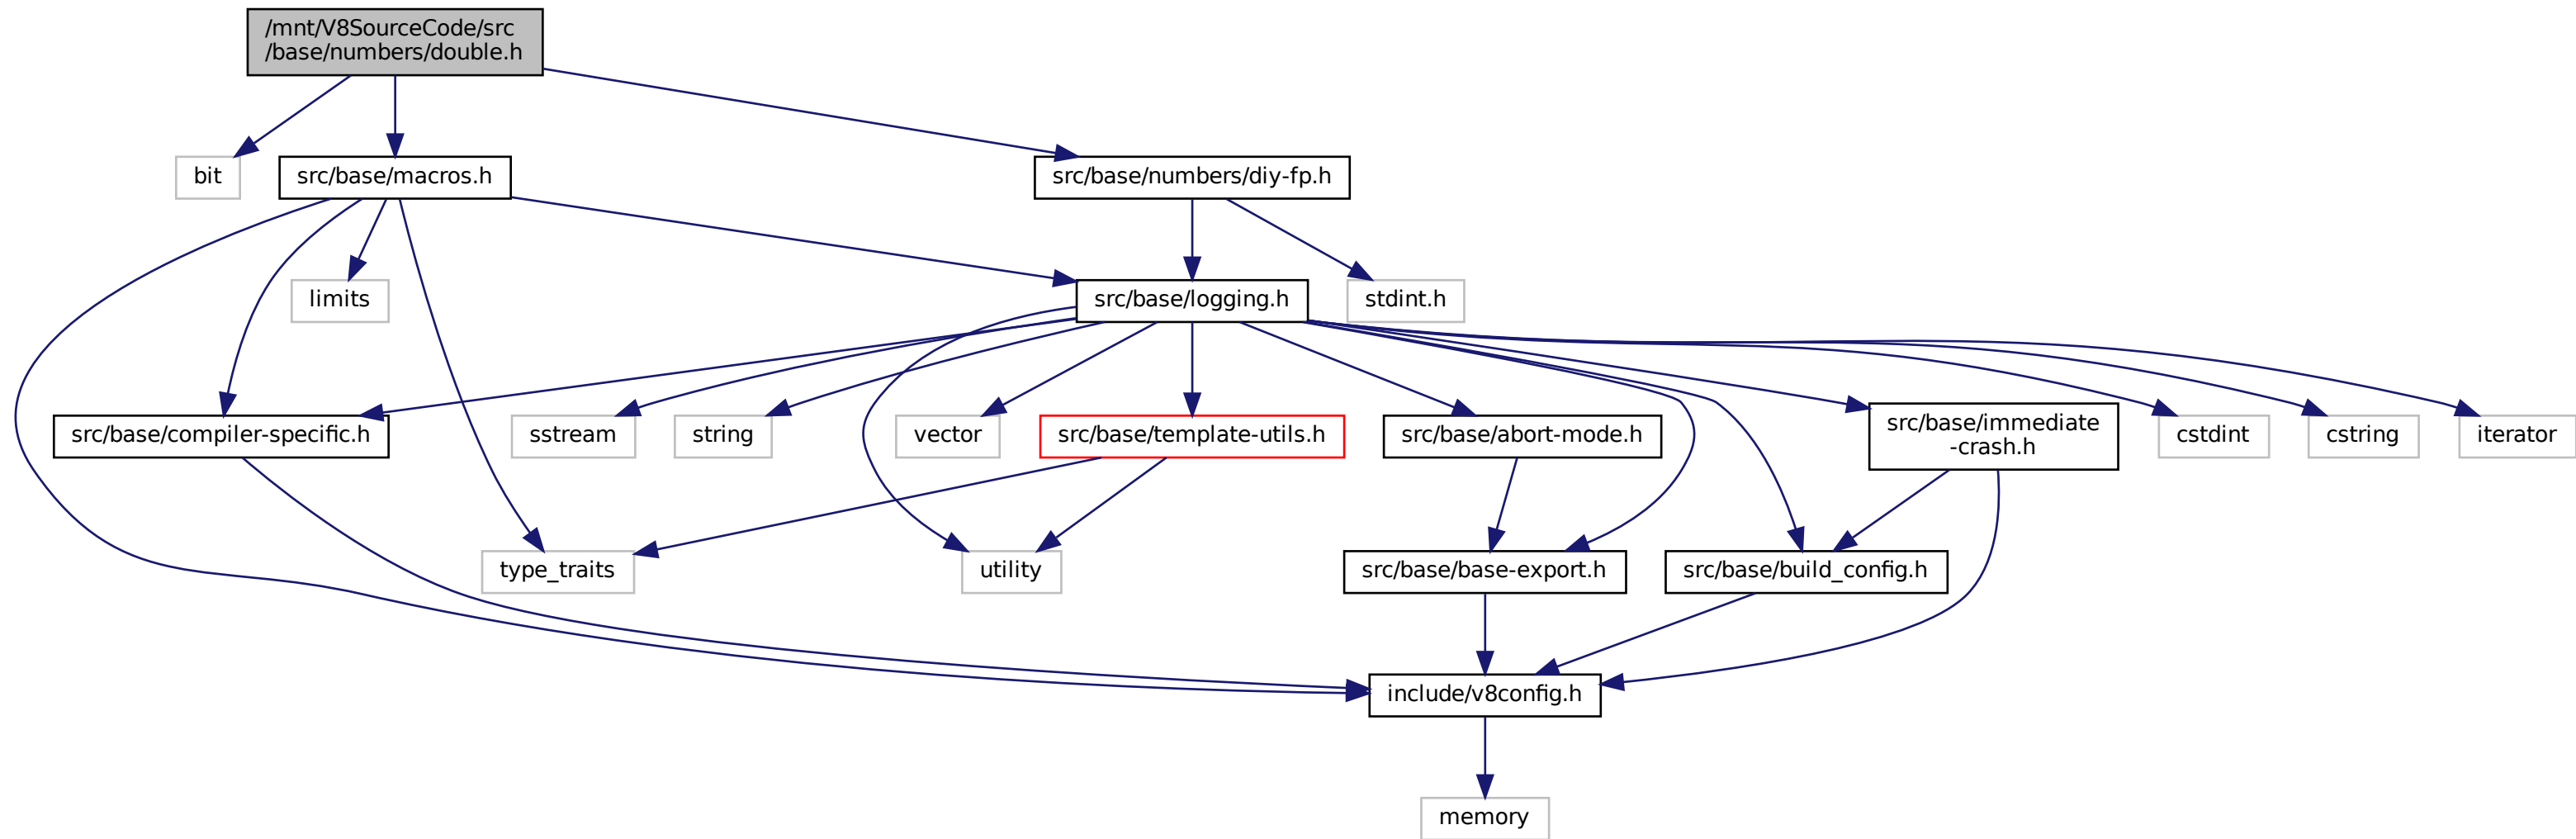 /mnt/V8SourceCode/src
/base/numbers/double.h
bit
src/base/macros.h
src/base/numbers/diy-fp.h
limits
src/base/logging.h
stdint.h
src/base/compiler-specific.h
sstream
string
vector
src/base/template-utils.h
src/base/abort-mode.h
src/base/immediate
-crash.h
cstdint
cstring
iterator
type_traits
utility
src/base/base-export.h
src/base/build_config.h
include/v8config.h
memory